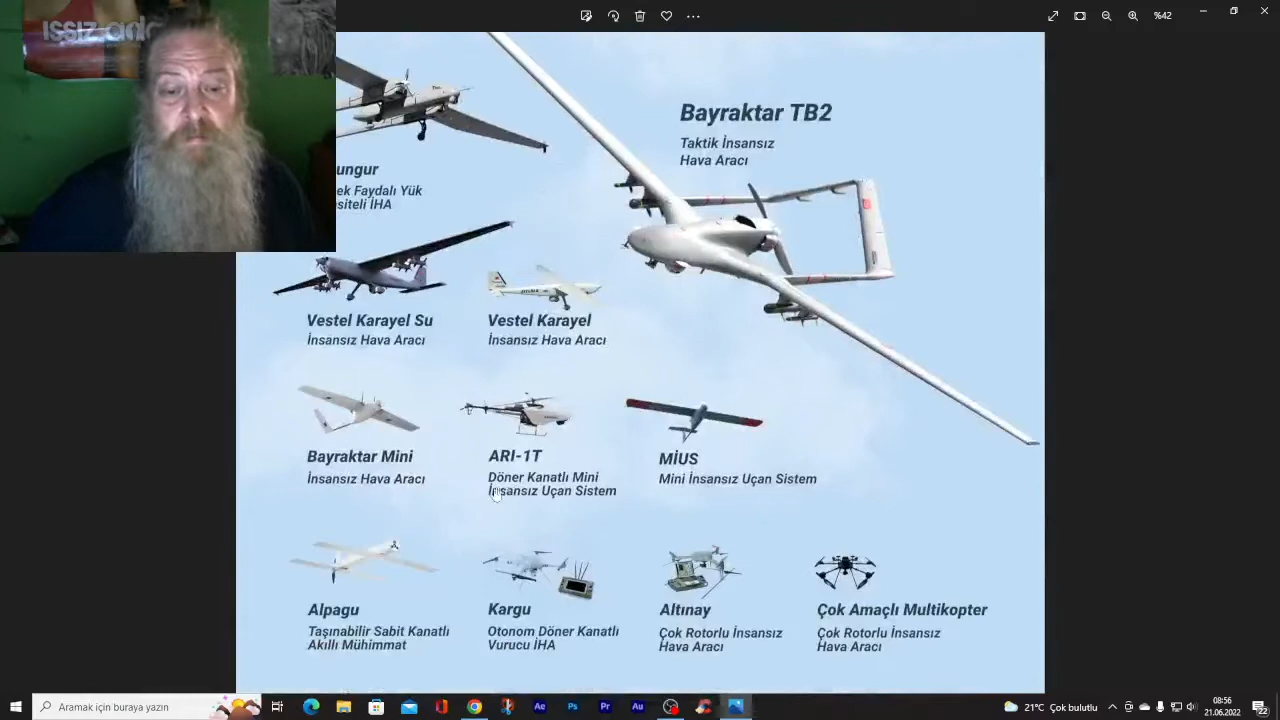 %42
Bayraktar TB2
Taktik İnsansız
Hava Aracı
ungur
ek Faydalı Yük
siteli İHA
Vestel Karayel Su
İnsansız Hava Aracı
Vestel Karayel
İnsansız Hava Aracı
Bayraktar Mini
İnsansız Hava Aracı
ARI-1T
Döner Kanatlı Mini
İnsansız Uçan Sistem
MİUS
Mini İnsansız Uçan Sistem
Alpagu
Taşınabilir Sabit Kanatlı
Akıllı Mühimmat
Kargu
Otonom Döner Kanatlı
Vurucu İHA
Altınay
Çok Rotorlu İnsansız
Hava Aracı
Çok Amaçlı Multikopter
Çok Rotorlu İnsansız
Hava Aracı
Aramak için buraya yazın
Ae
Ps
Pr
Au
21°C Çok bulutlu
08:56
21.06.2022